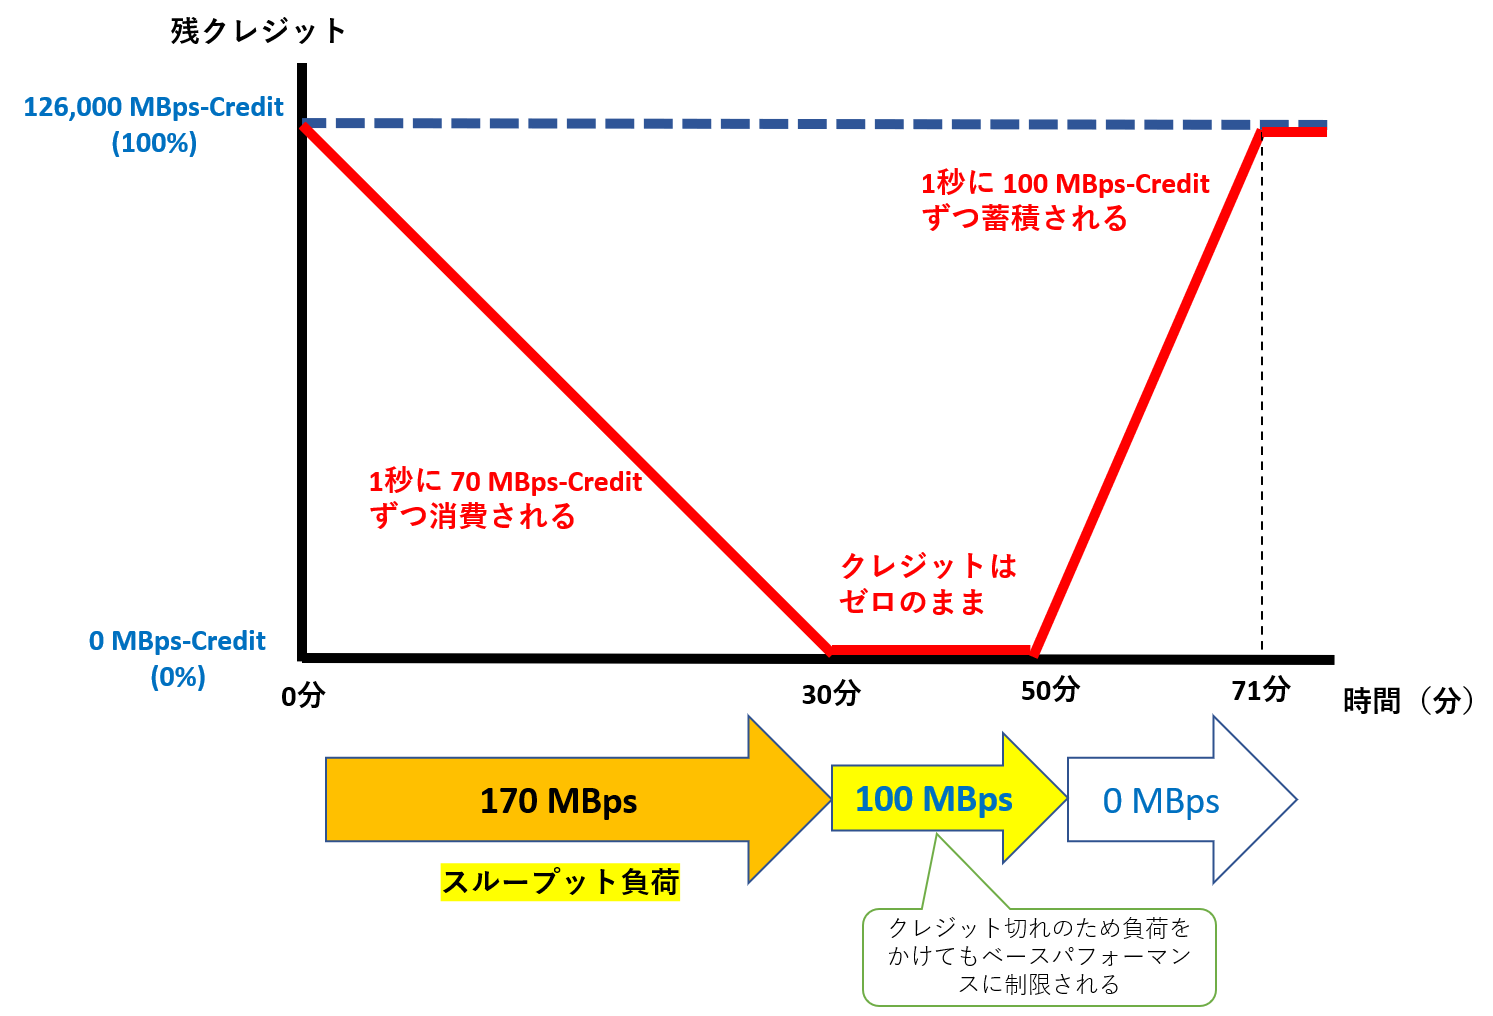 残クレジット
126,000 MBps-Credit
(100%)
1秒に 100 MBps-Credit
ずつ蓄積される
1秒に 70 MBps-Credit
ずつ消費される
クレジットは
ゼロのまま
0 MBps-Credit
(0%)
0分
30分
50分
71分
時間（分）
170 MBps
100 MBps
0 MBps
スループット負荷
クレジット切れのため負荷を
かけてもベースパフォーマン
スに制限される